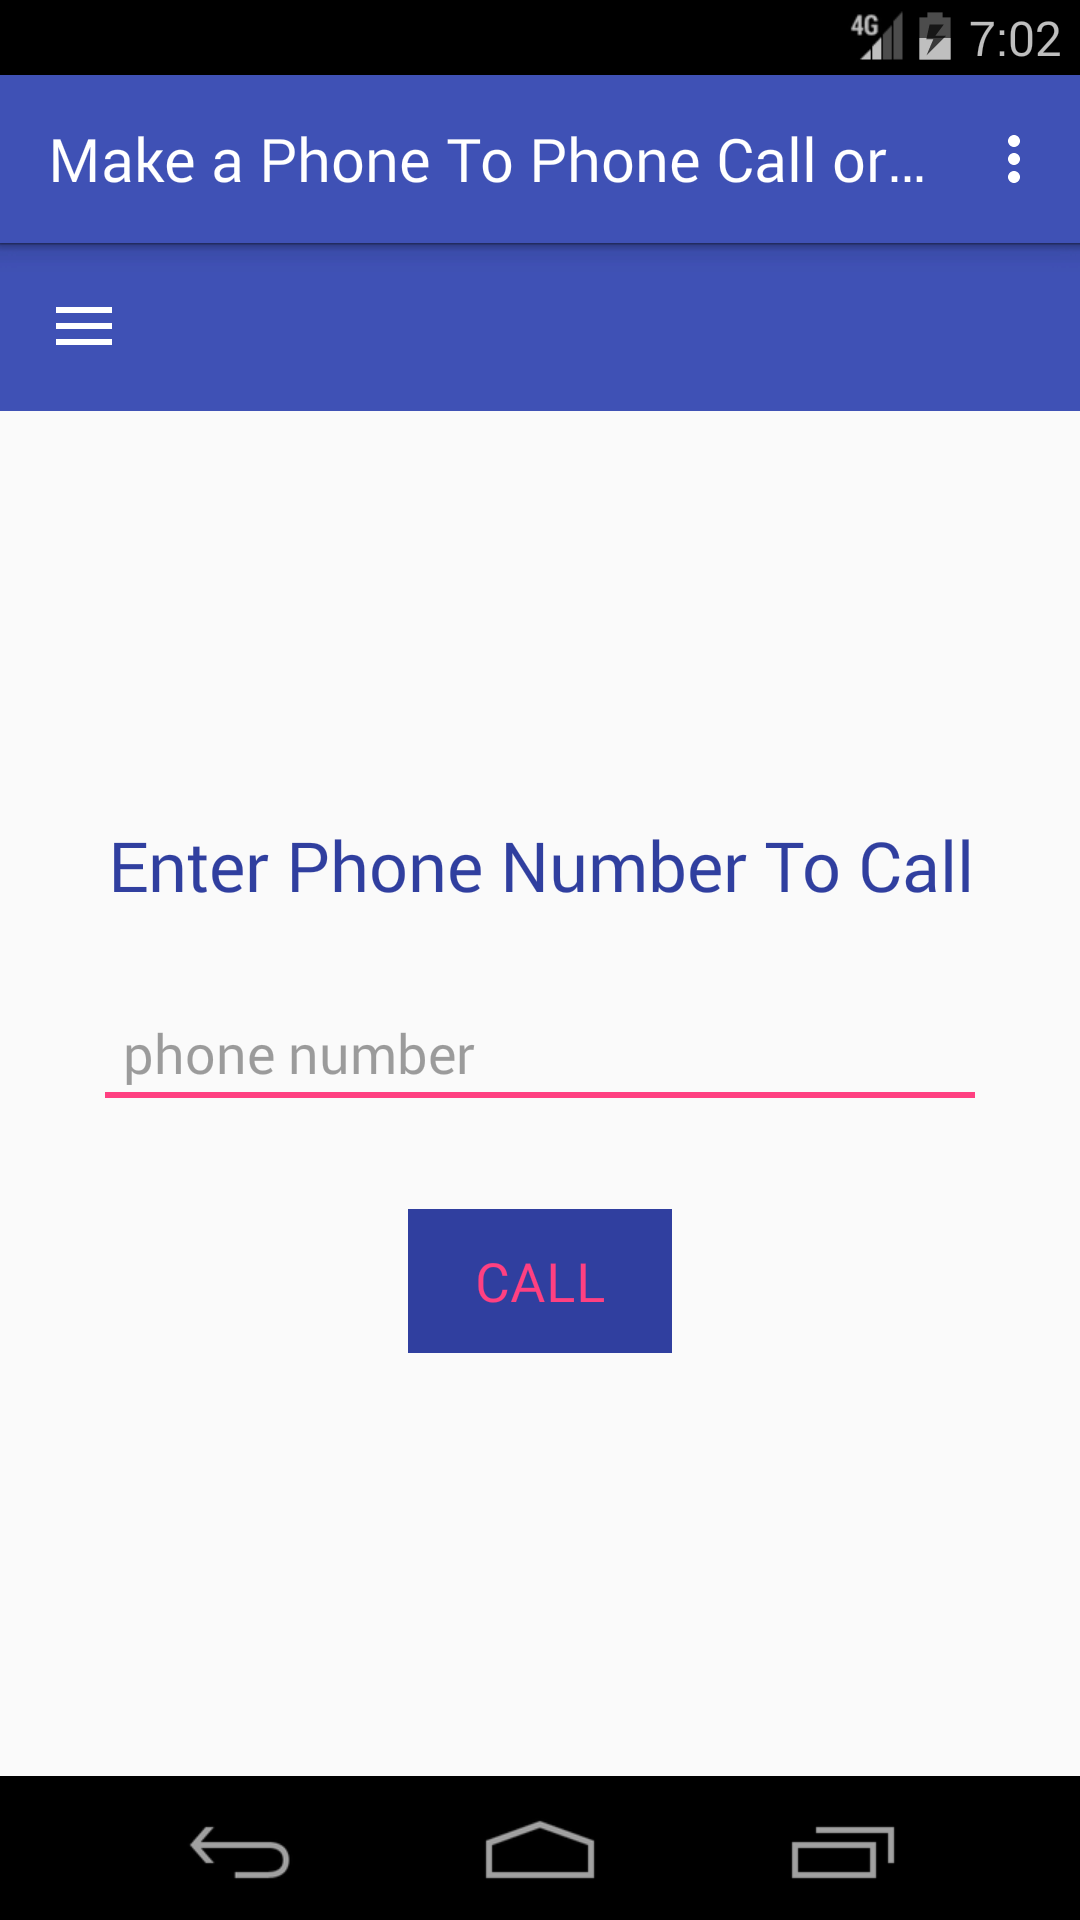 4G 7:02
Make a Phone To Phone Call or...
Enter Phone Number To Call
phone number
CALL